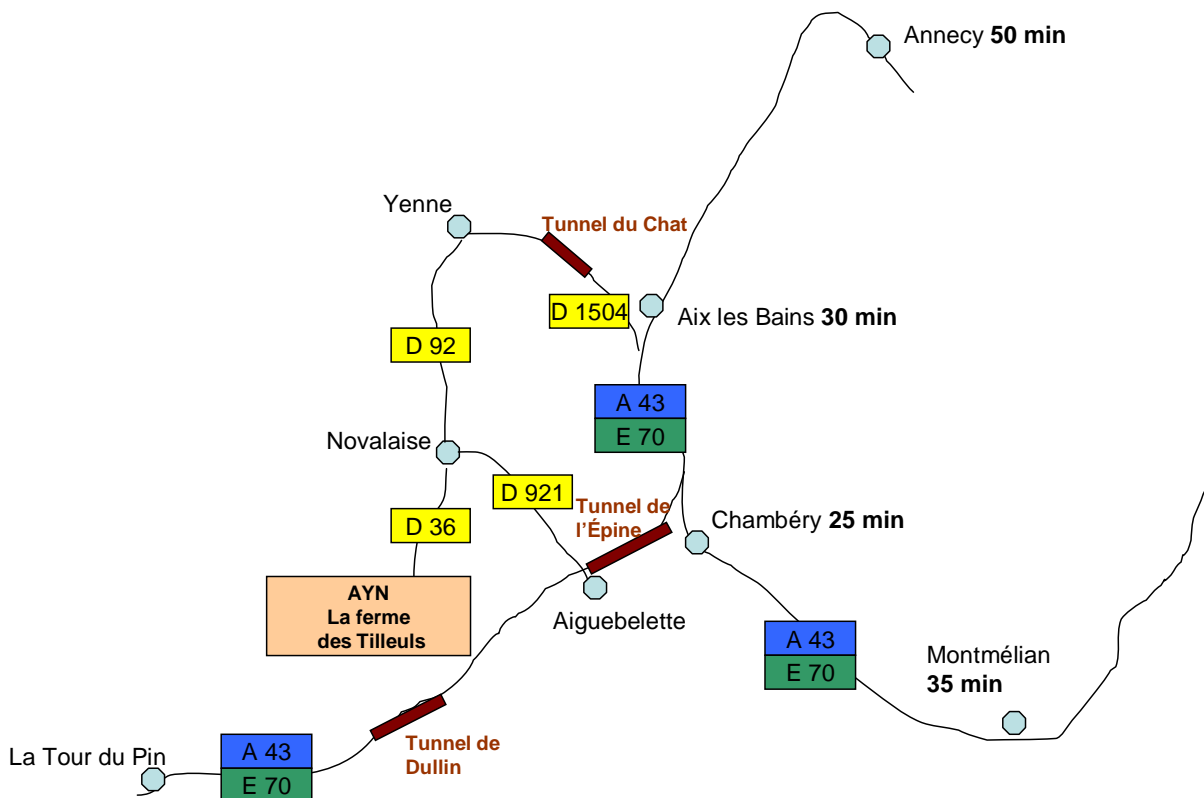 Annecy 50 min
Yenne
Tunnel du Chat
D 1504
Aix les Bains 30 min
D 92
A 43
E 70
Novalaise
D 921
Tunnel de
l'Épine
Chambéry 25 min
D 36
AYN
La ferme
des Tilleuls
Aiguebelette
A 43
E 70
Montmélian
35 min
La Tour du Pin
A 43
E 70
Tunnel de
Dullin